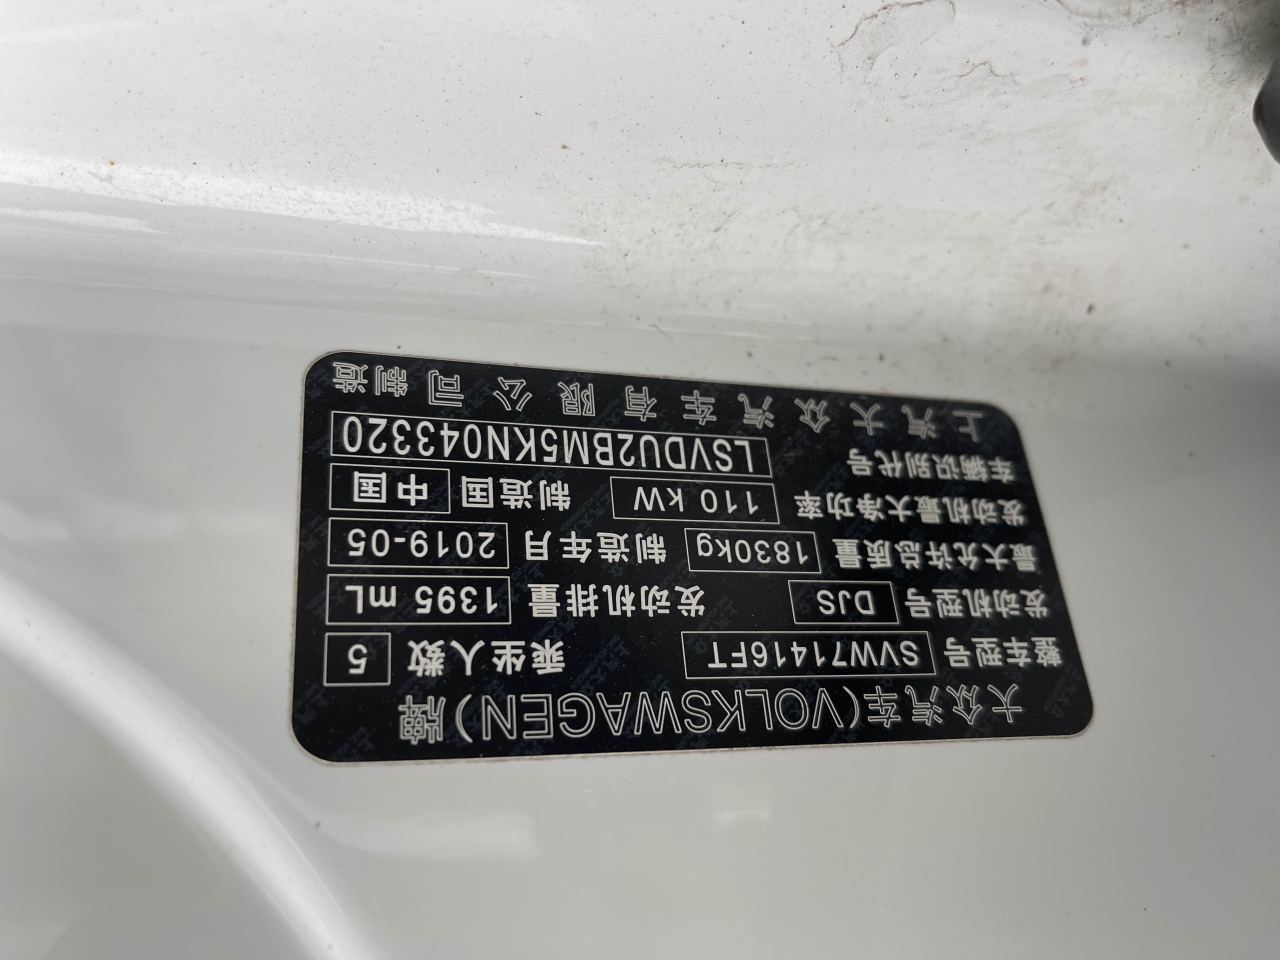 大众汽车(VOLKSWAGEN)牌
整车型号 SVW71416FT 乘坐人数 5
发动机型号 DJS 发动机排量 1395 mL
最大允许总质量 1830kg 制造年月 2019-05
发动机最大净功率 110 kW 制造国 中国
车辆识别代号 LSVDU2BM5KN043320
上汽大众汽车有限公司制造